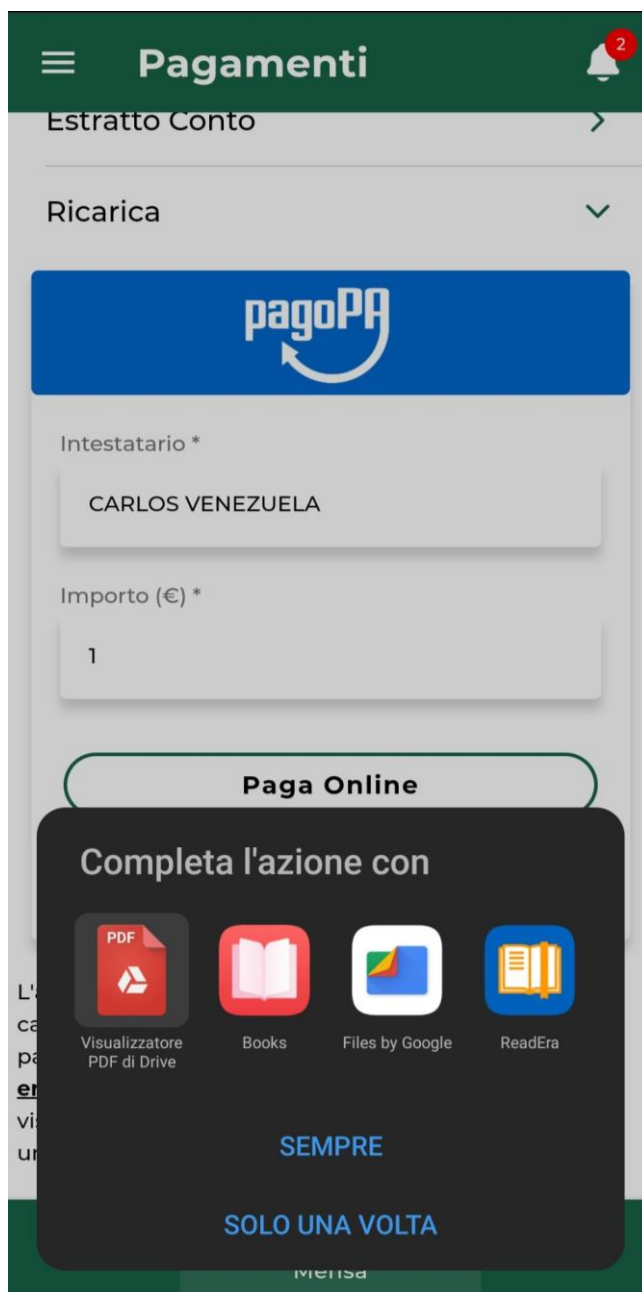 Pagamenti
2
Estratto Conto
Ricarica
pagoPA
Intestatario *
CARLOS VENEZUELA
Importo (€) *
1
Paga Online
Completa l'azione con
PDF
Visualizzatore
PDF di Drive
Books
Files by Google
ReadEra
SEMPRE
SOLO UNA VOLTA
Mensa